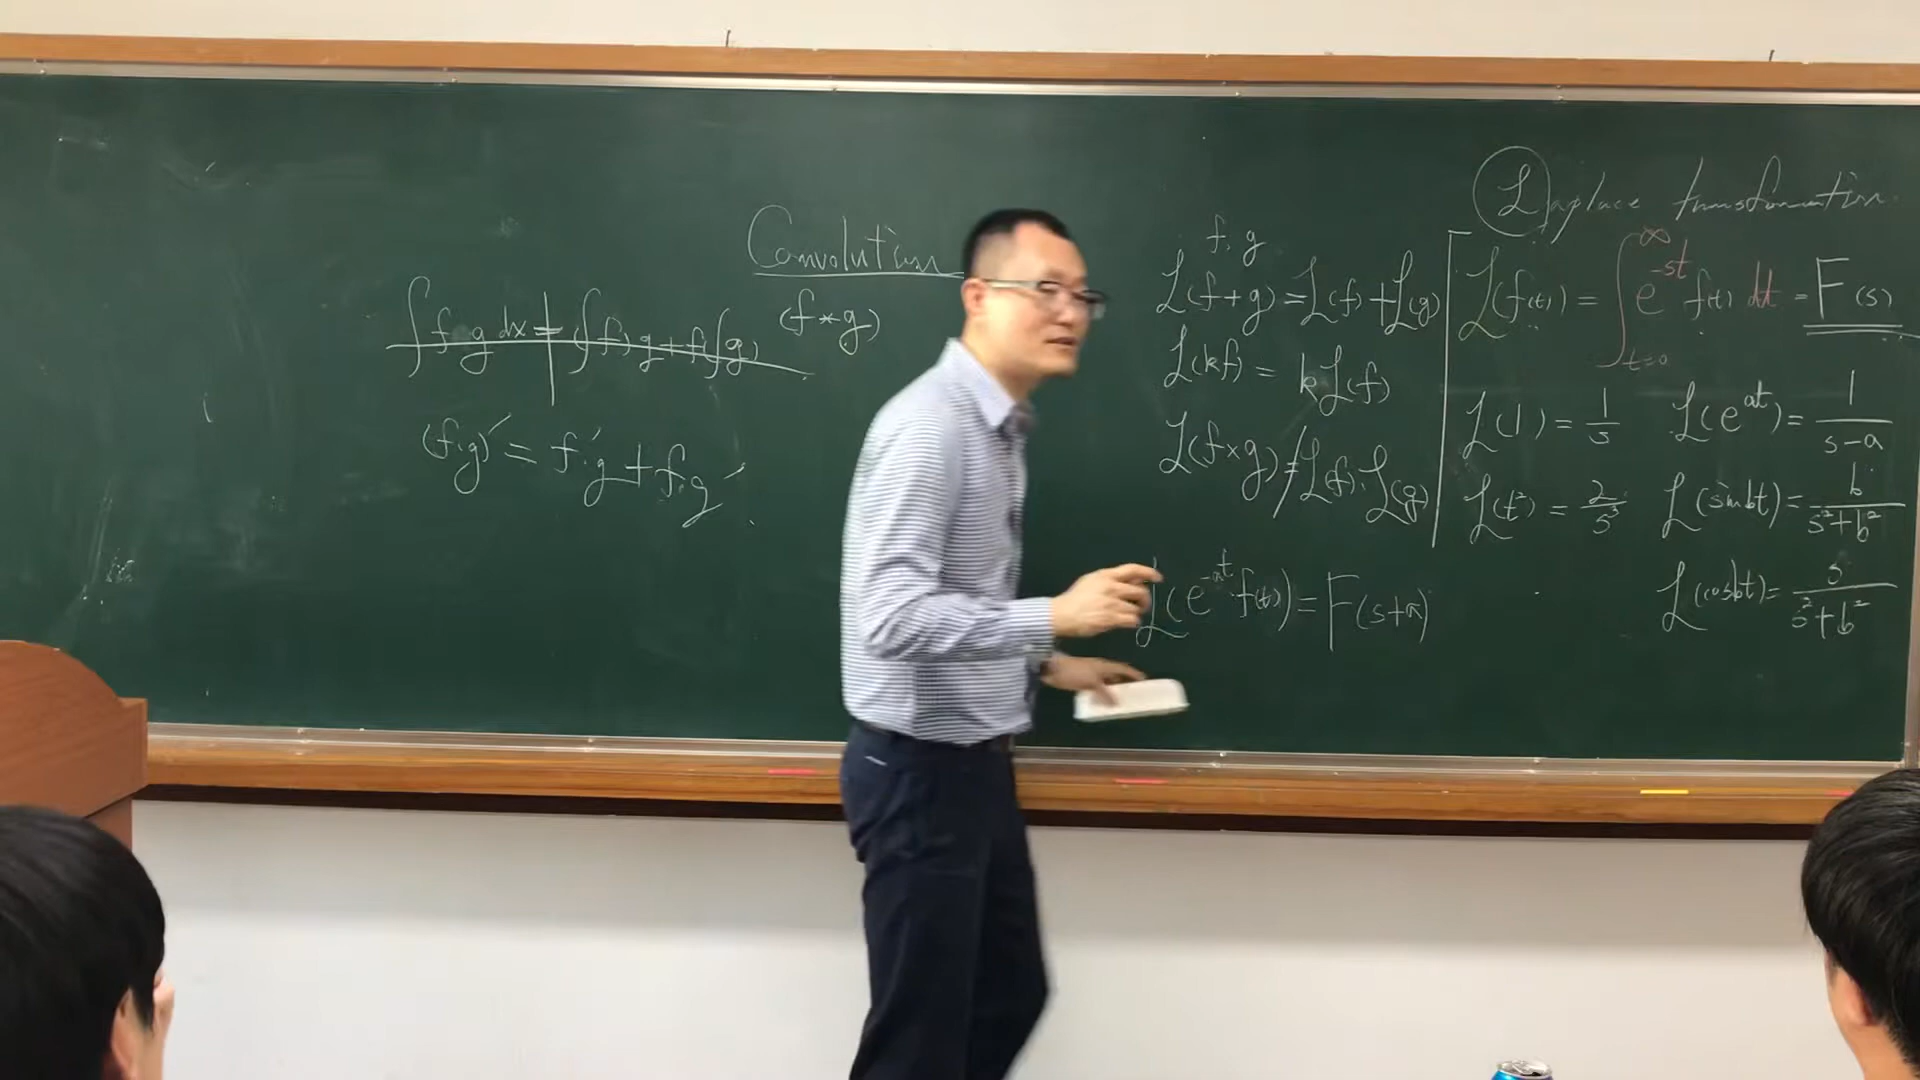 Convolution
∫ f·g dx ≠ (∫f)g + f(∫g)
(f*g)
(f·g)′ = f′·g + f·g′
f, g
ℒ(f+g) = ℒ(f) + ℒ(g)
ℒ(kf) = kℒ(f)
ℒ(f×g) ≠ ℒ(f)·ℒ(g)
ℒ(e^{-at} f(t)) = F(s+a)
Laplace transformation
ℒ(f(t)) = ∫_{t=0}^{∞} e^{-st} f(t) dt = F(s)
ℒ(1) = 1/s    ℒ(e^{at}) = 1/(s-a)
ℒ(t²) = 2/s³    ℒ(sin bt) = b/(s²+b²)
ℒ(cos bt) = s/(s²+b²)